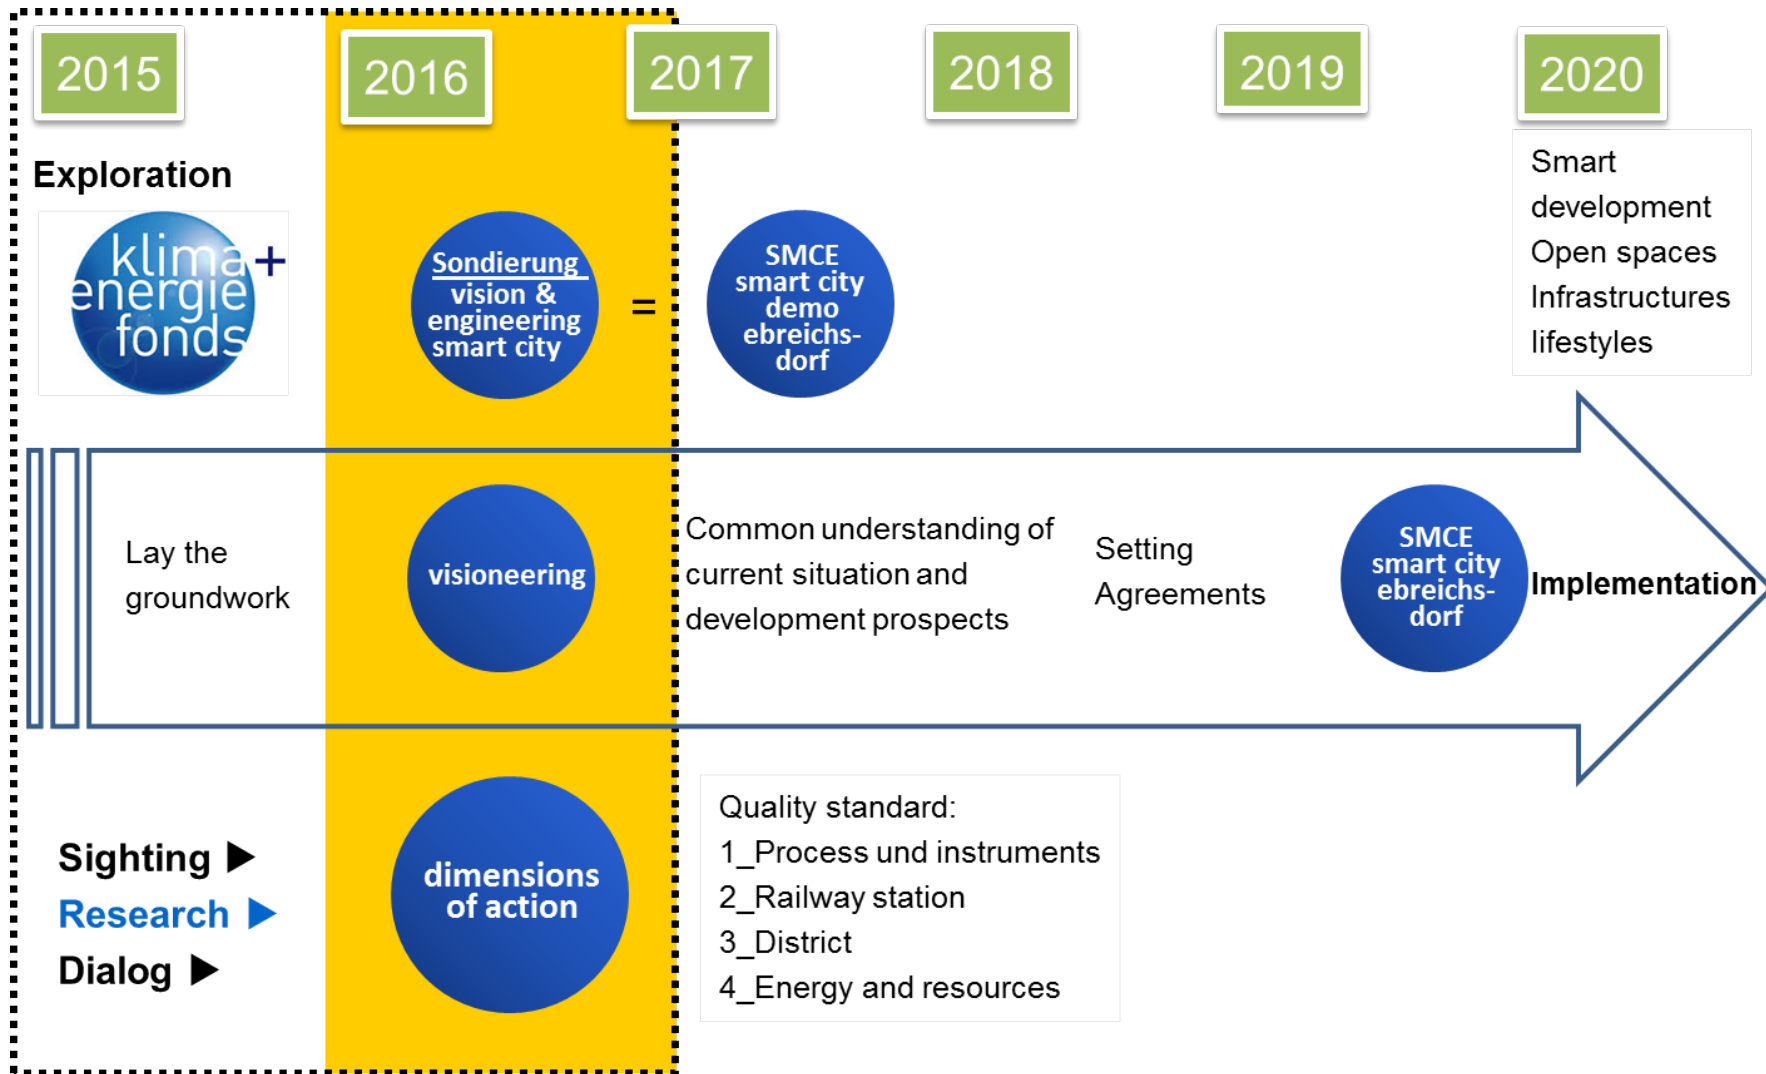 2015
2016
2017
2018
2019
2020
Exploration
klima+
energie
fonds
Sondierung
vision &
engineering
smart city
=
SMCE
smart city
demo
ebreichs-
dorf
Smart
development
Open spaces
Infrastructures
lifestyles
Lay the
groundwork
visioneering
Common understanding of
current situation and
development prospects
Setting
Agreements
SMCE
smart city
ebreichs-
dorf
Implementation
Sighting ►
Research ►
Dialog ►
dimensions
of action
Quality standard:
1_Process und instruments
2_Railway station
3_District
4_Energy and resources